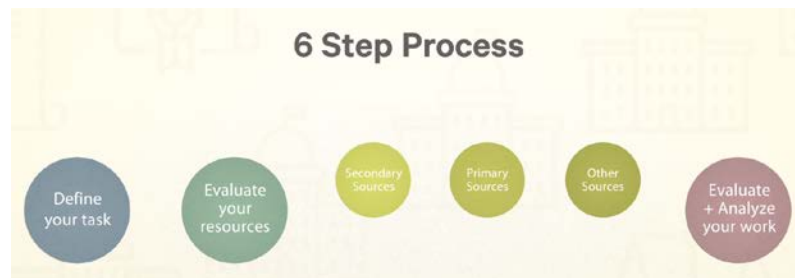 6 Step Process
Define
your task
Evaluate
your
resources
Secondary
Sources
Primary
Sources
Other
Sources
Evaluate
+ Analyze
your work